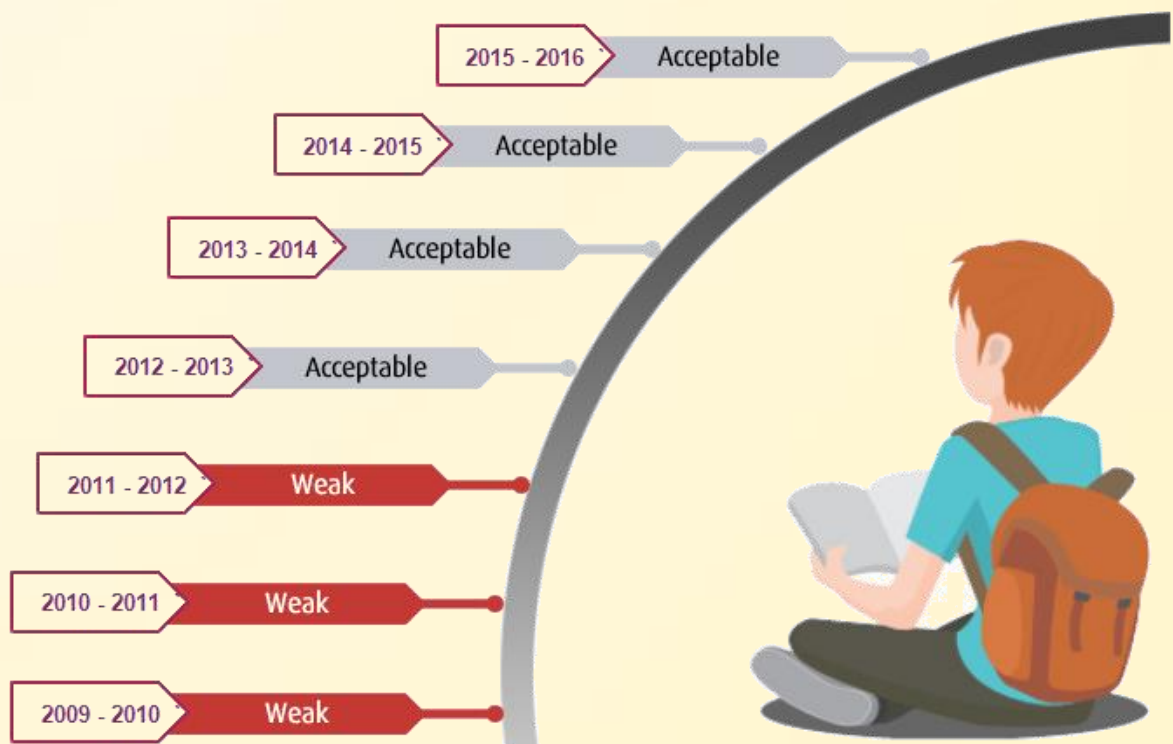 2015 - 2016 Acceptable
2014 - 2015 Acceptable
2013 - 2014 Acceptable
2012 - 2013 Acceptable
2011 - 2012 Weak
2010 - 2011 Weak
2009 - 2010 Weak